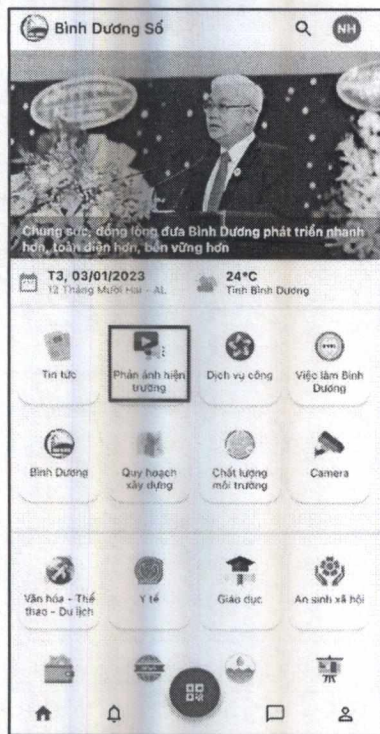 Bình Dương Số
NH
Chung sức, đồng lòng đưa Bình Dương phát triển nhanh
hơn, toàn diện hơn, bền vững hơn
T3, 03/01/2023
12 Tháng Mười Hai - AL
24°C
Tỉnh Bình Dương
Tin tức
Phản ánh hiện
trường
Dịch vụ công
Việc làm Bình
Dương
Bình Dương
Quy hoạch
xây dựng
Chất lượng
môi trường
Camera
Văn hóa - Thể
thao - Du lịch
Y tế
Giáo dục
An sinh xã hội